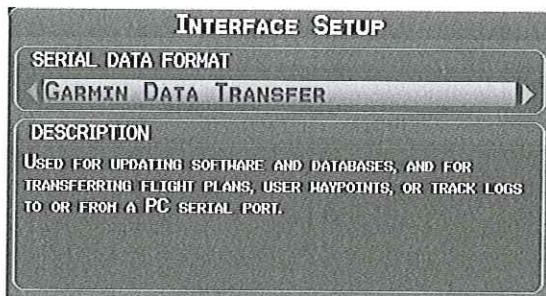 INTERFACE SETUP
SERIAL DATA FORMAT
GARMIN DATA TRANSFER
DESCRIPTION
USED FOR UPDATING SOFTWARE AND DATABASES, AND FOR
TRANSFERRING FLIGHT PLANS, USER WAYPOINTS, OR TRACK LOGS
TO OR FROM A PC SERIAL PORT.